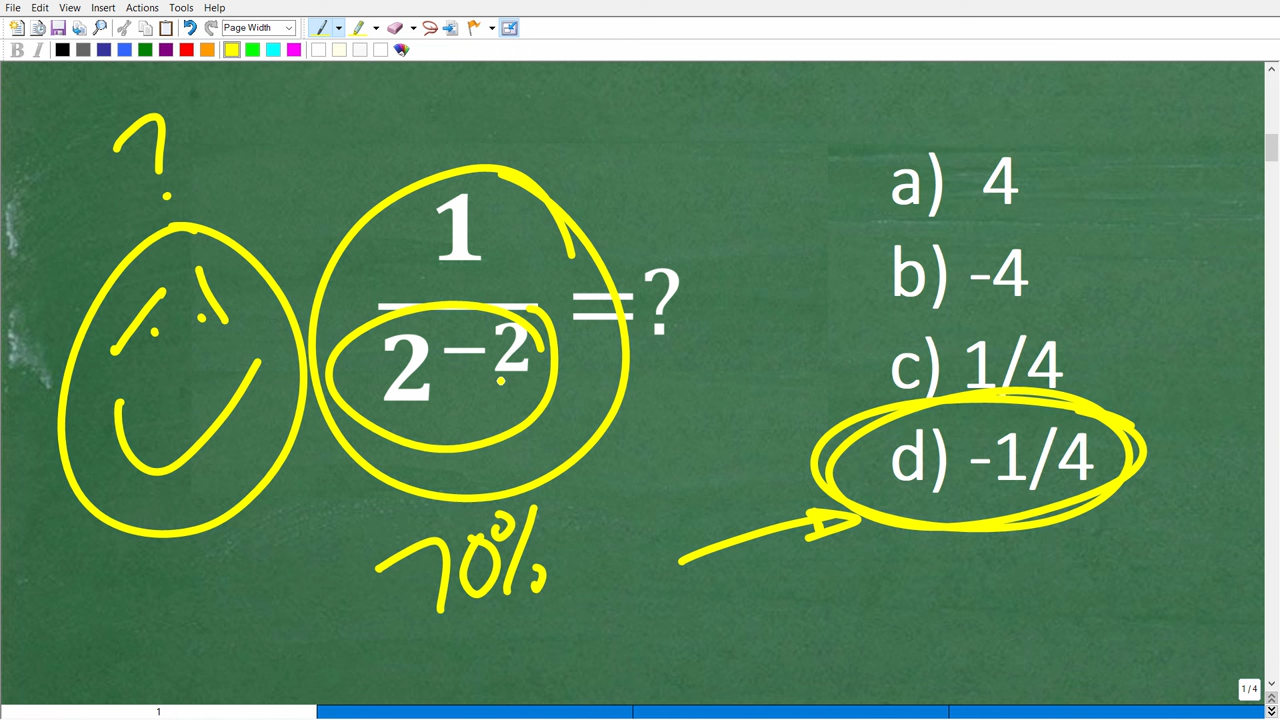 File Edit View Insert Actions Tools Help
Page Width
B I
?
1
2⁻²
=?
a) 4
b) -4
c) 1/4
d) -1/4
70%
1/4
1